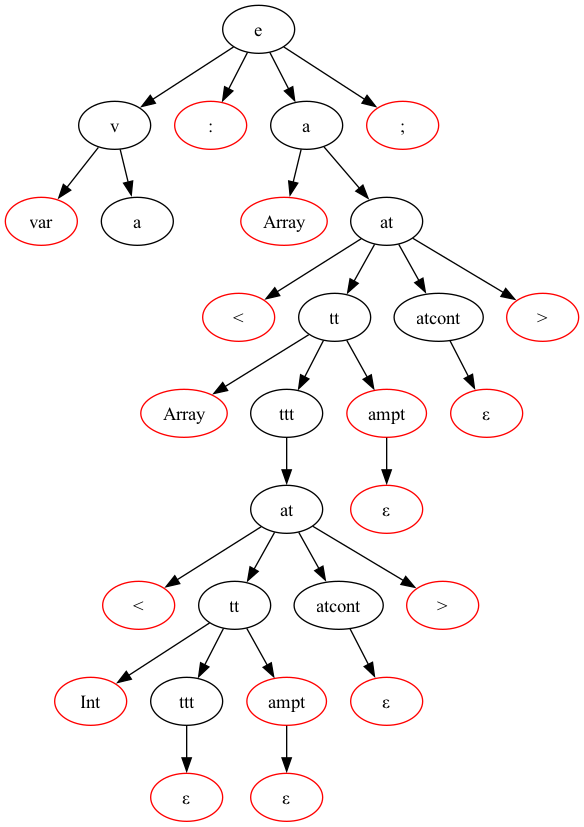 e
v : a ;
var a Array at
< tt atcont >
Array ttt ampt ε
at ε
< tt atcont >
Int ttt ampt ε
ε ε